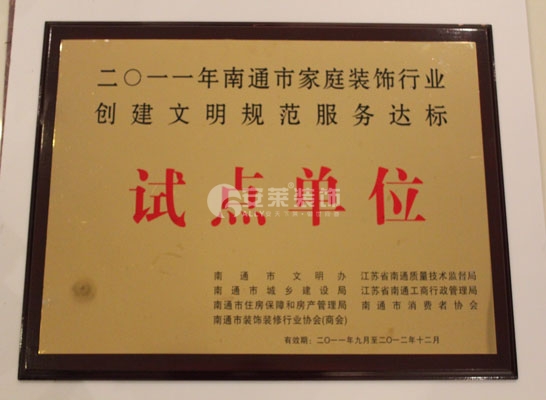 二〇一一年南通市家庭装饰行业
创建文明规范服务达标
试点单位
安莱®装饰
南通市文明办 江苏省南通质量技术监督局
南通市城乡建设局 江苏省南通工商行政管理局
南通市住房保障和房产管理局 南通市消费者协会
南通市装饰装修行业协会(商会)
有效期:二〇一一年九月至二〇一二年十二月